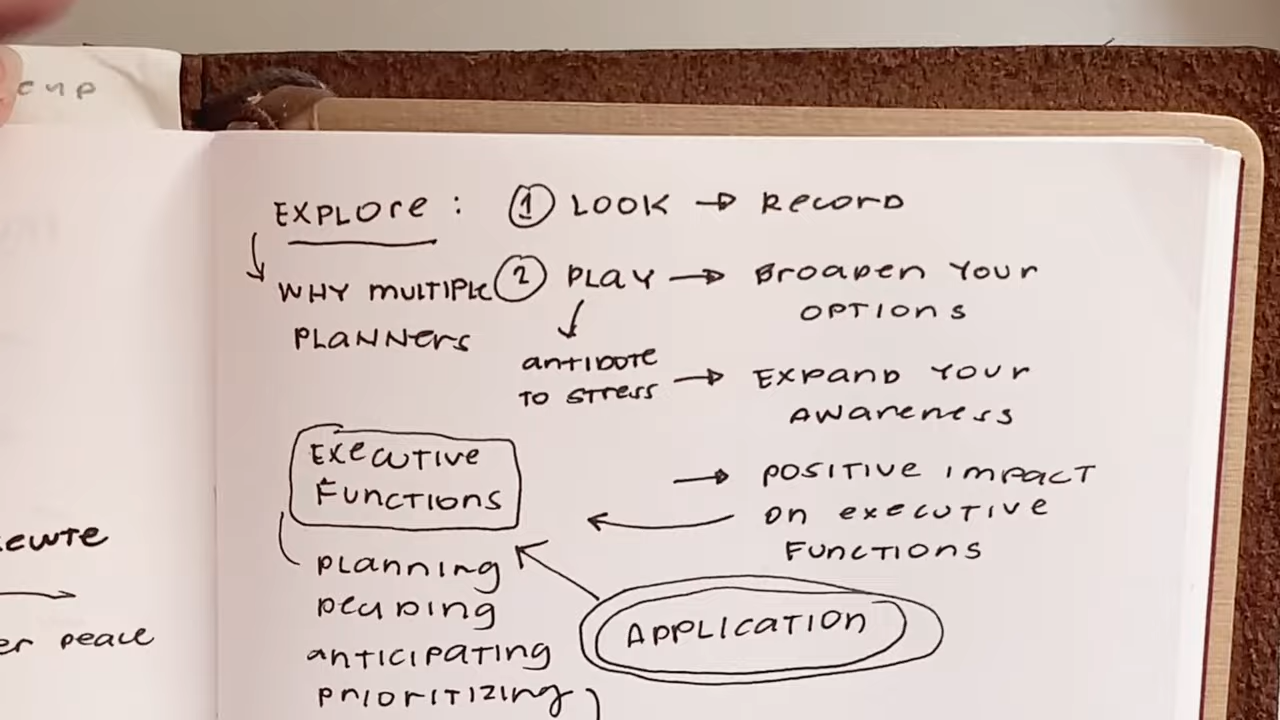 EXPLORE : ① LOOK → RECORD
↓
WHY MULTIPLE
PLANNERS
② PLAY → BROADEN YOUR
OPTIONS
↓
ANTIDOTE
TO STRESS → EXPAND YOUR
AWARENESS
→ POSITIVE IMPACT
ON EXECUTIVE
FUNCTIONS
EXECUTIVE
FUNCTIONS
PLANNING
DECIDING
ANTICIPATING
PRIORITIZING
APPLICATION
peace